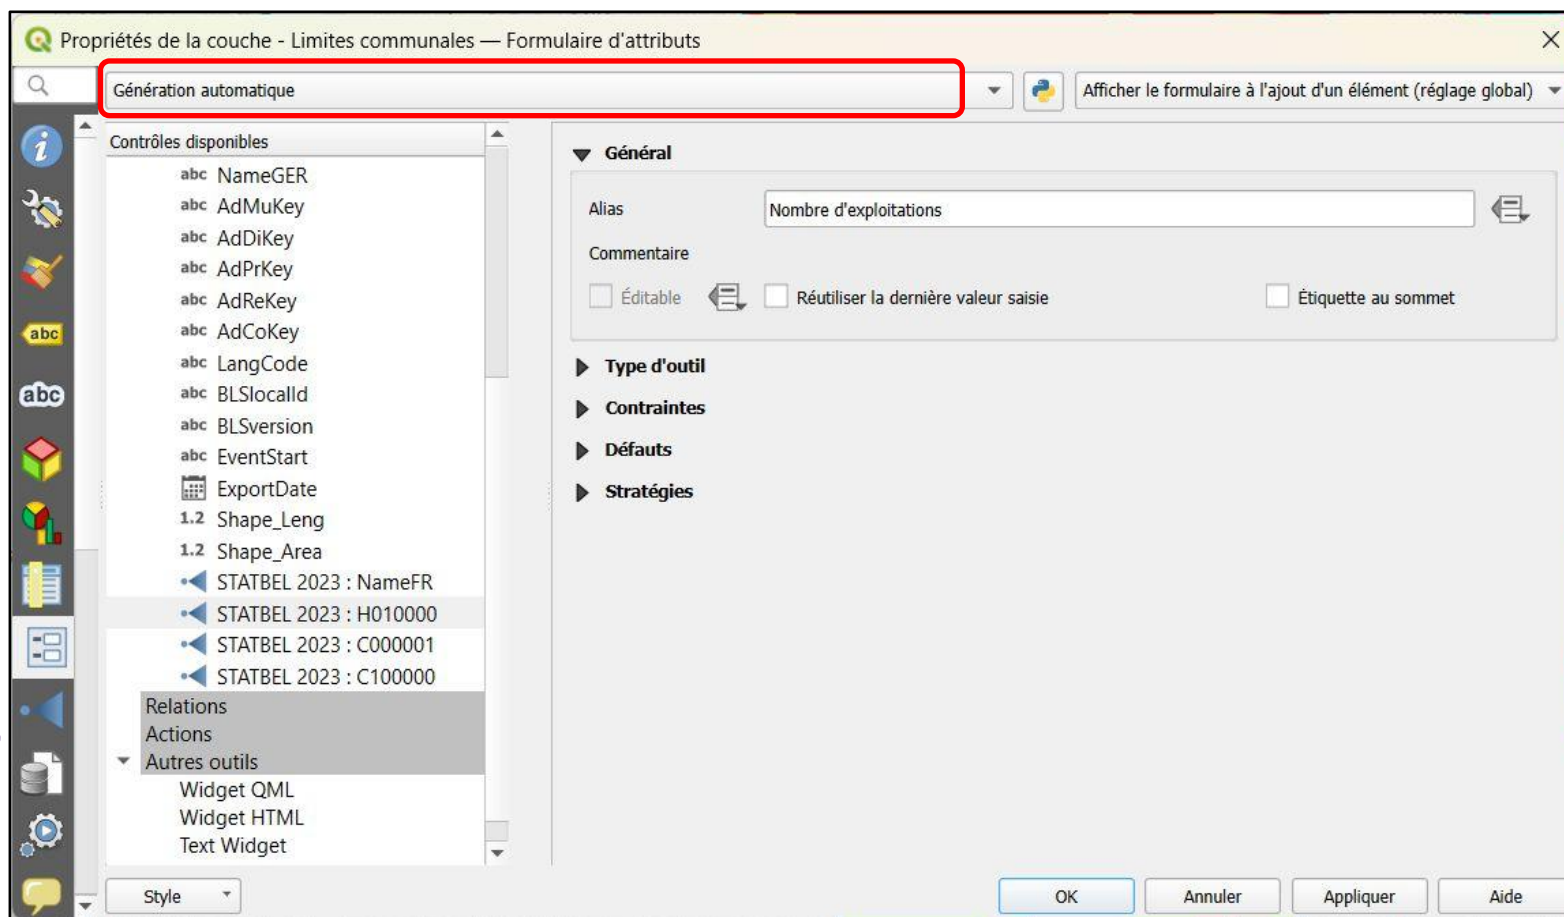 Propriétés de la couche - Limites communales — Formulaire d'attributs
Génération automatique
Afficher le formulaire à l'ajout d'un élément (réglage global)
Contrôles disponibles
abc NameGER
abc AdMuKey
abc AdDiKey
abc AdPrKey
abc AdReKey
abc AdCoKey
abc LangCode
abc BLSlocalId
abc BLSversion
abc EventStart
ExportDate
1.2 Shape_Leng
1.2 Shape_Area
STATBEL 2023 : NameFR
STATBEL 2023 : H010000
STATBEL 2023 : C000001
STATBEL 2023 : C100000
Relations
Actions
Autres outils
Widget QML
Widget HTML
Text Widget
abc
abc
Général
Alias
Nombre d'exploitations
Commentaire
Éditable
Réutiliser la dernière valeur saisie
Étiquette au sommet
Type d'outil
Contraintes
Défauts
Stratégies
Style
OK
Annuler
Appliquer
Aide